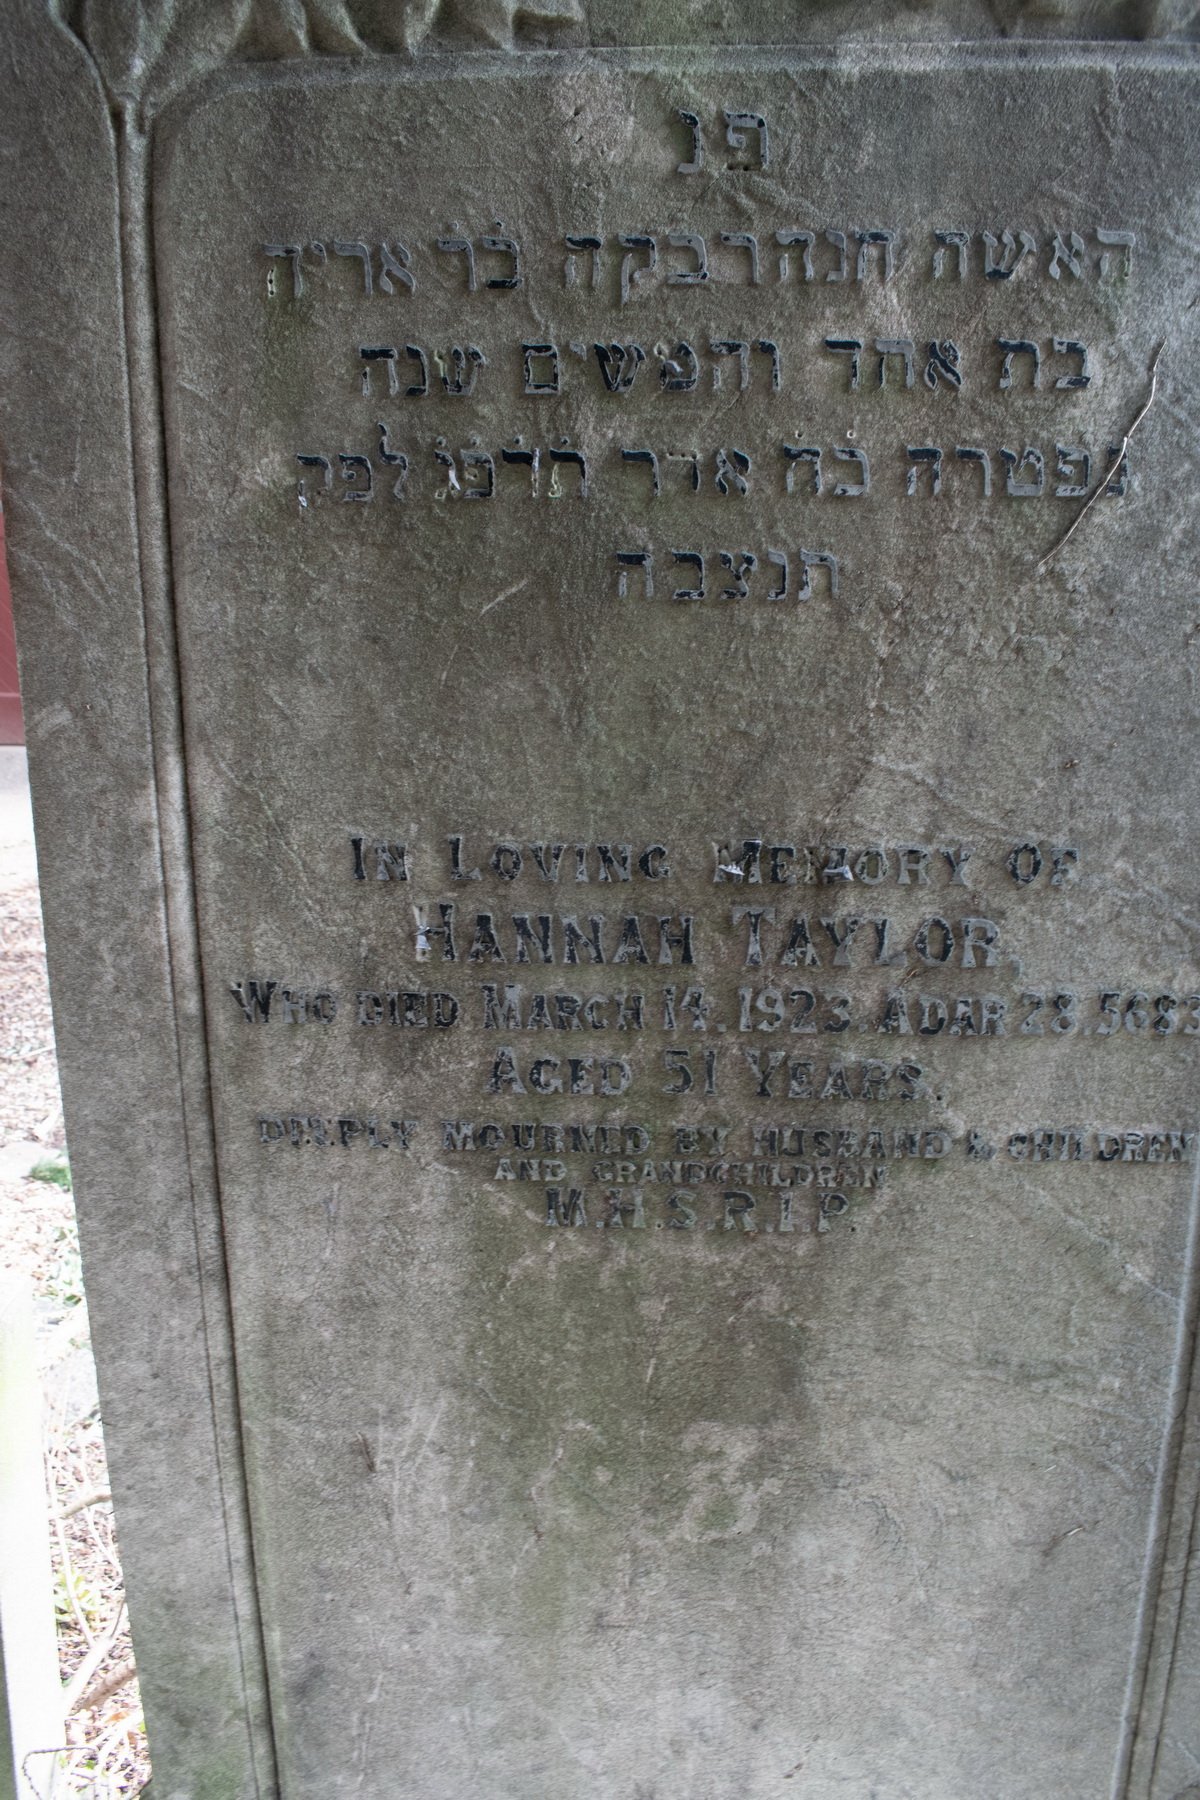 פנ
האשה חנה רבקה בר אריה
בת אחד וחמשים שנה
נפטרה כה אדר תרפג לפק
תנצבה
IN LOVING MEMORY OF
HANNAH TAYLOR,
WHO DIED MARCH 14. 1923. ADAR 28. 5683
AGED 51 YEARS.
DEEPLY MOURNED BY HUSBAND & CHILDREN
AND GRANDCHILDREN
M.H.S.R.I.P.